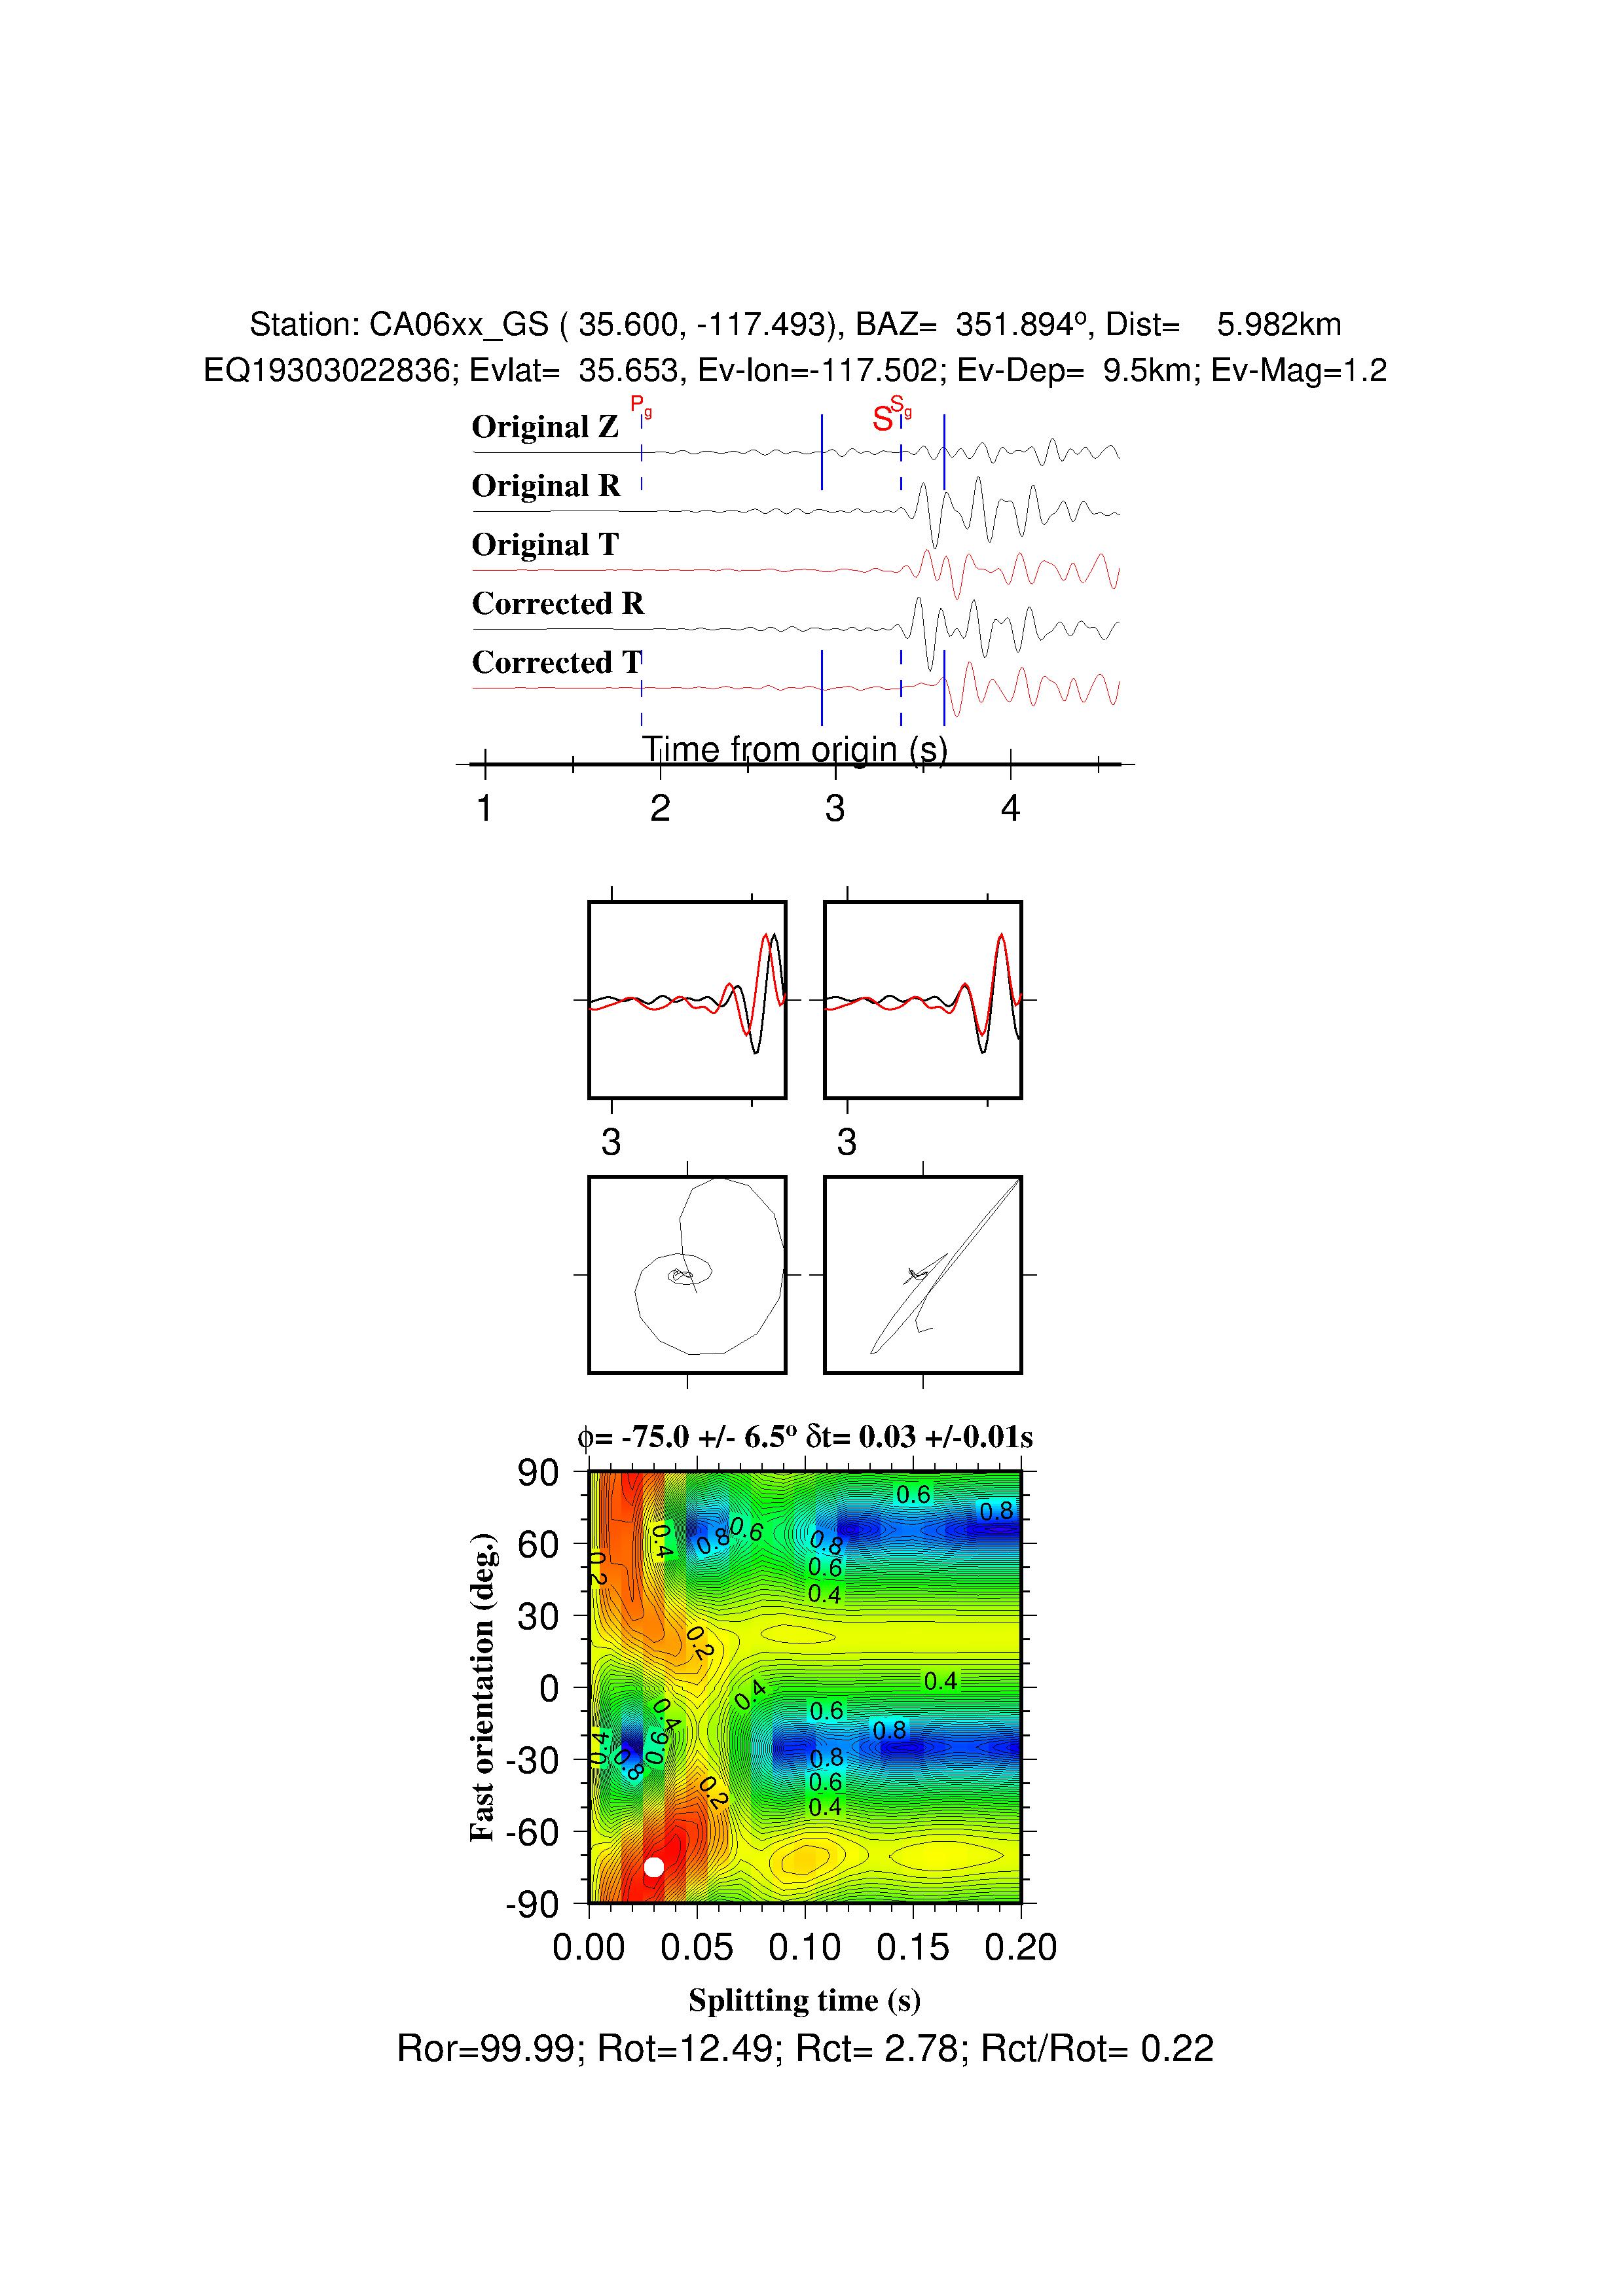 Station: CA06xx_GS ( 35.600, -117.493), BAZ= 351.894º, Dist= 5.982km
EQ19303022836; Evlat= 35.653, Ev-lon=-117.502; Ev-Dep= 9.5km; Ev-Mag=1.2
Pg
S Sg
Original Z
Original R
Original T
Corrected R
Corrected T
Time from origin (s)
1 2 3 4
3 3
ϕ= -75.0 +/- 6.5º δt= 0.03 +/-0.01s
Fast orientation (deg.)
90
60
30
0
-30
-60
-90
0.6
0.8
0.4 0.8 0.6 0.8
0.6
0.2
0.4
0.2
0.4
0.4
0.4 0.6
0.8
0.4 0.8 0.6 0.8
0.6
0.2
0.4
0.00 0.05 0.10 0.15 0.20
Splitting time (s)
Ror=99.99; Rot=12.49; Rct= 2.78; Rct/Rot= 0.22